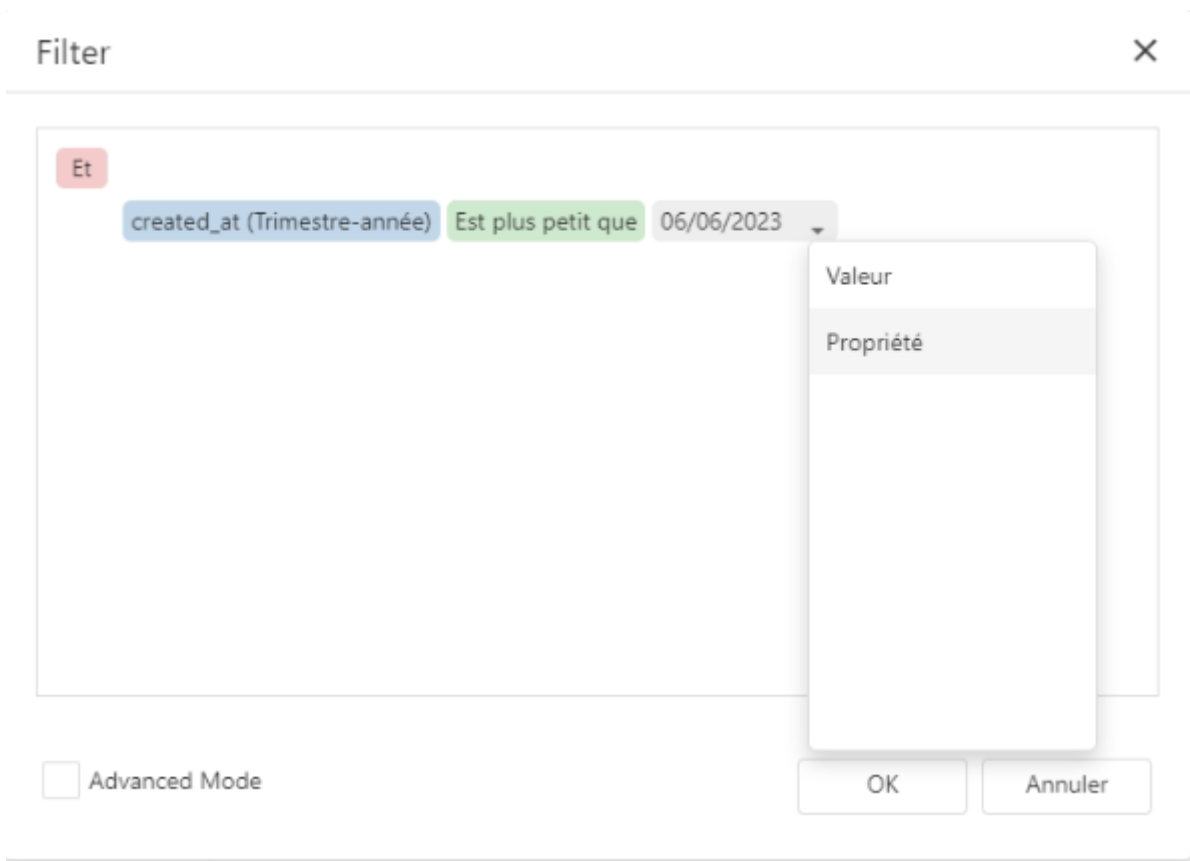 Filter
Et
created_at (Trimestre-année) Est plus petit que 06/06/2023
Valeur
Propriété
Advanced Mode
OK
Annuler